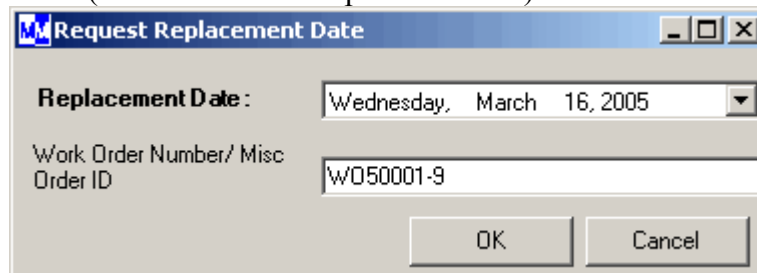 MM Request Replacement Date
Replacement Date :
Wednesday, March 16, 2005
Work Order Number/ Misc
Order ID
WO50001-9
OK Cancel